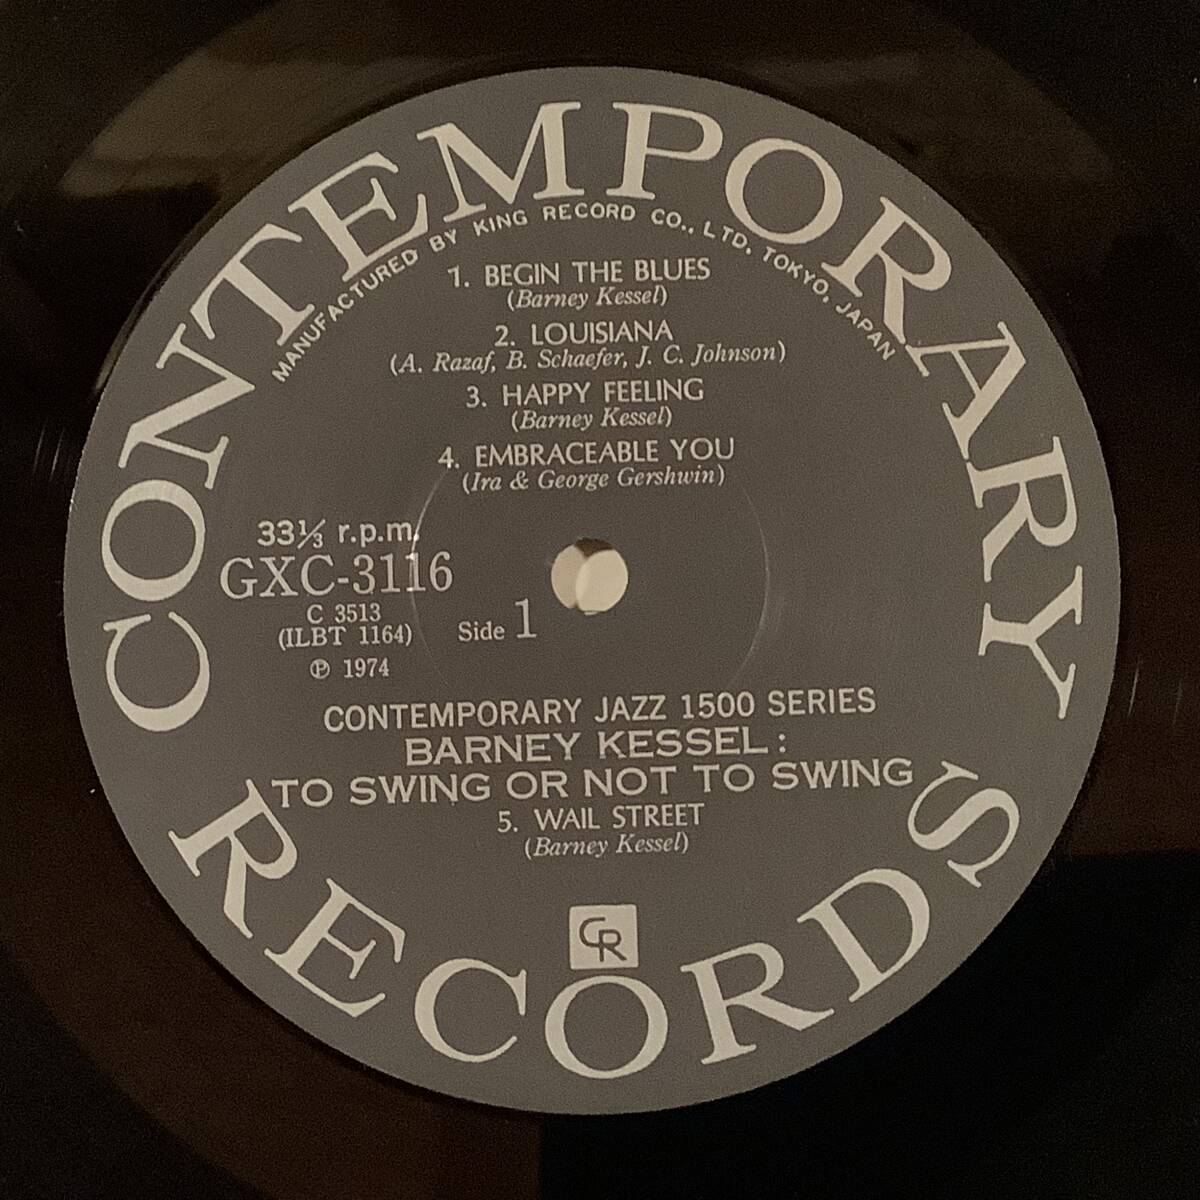 CONTEMPORARY
MANUFACTURED BY KING RECORD CO., LTD. TOKYO, JAPAN
1. BEGIN THE BLUES
(Barney Kessel)
2. LOUISIANA
(A. Razaf, B. Schaefer, J. C. Johnson)
3. HAPPY FEELING
(Barney Kessel)
4. EMBRACEABLE YOU
(Ira & George Gershwin)
33⅓ r.p.m.
GXC-3116
C 3513
(ILBT 1164)
Side 1
℗ 1974
CONTEMPORARY JAZZ 1500 SERIES
BARNEY KESSEL:
TO SWING OR NOT TO SWING
5. WAIL STREET
(Barney Kessel)
CR
RECORDS